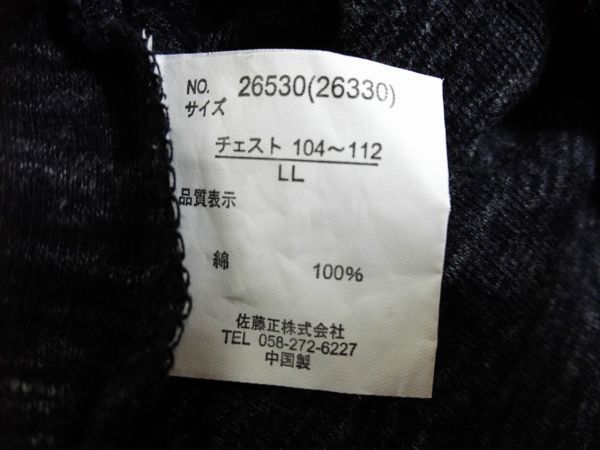 NO. 26530(26330)
サイズ
チェスト 104～112
LL
品質表示
綿 100%
佐藤正株式会社
TEL 058-272-6227
中国製